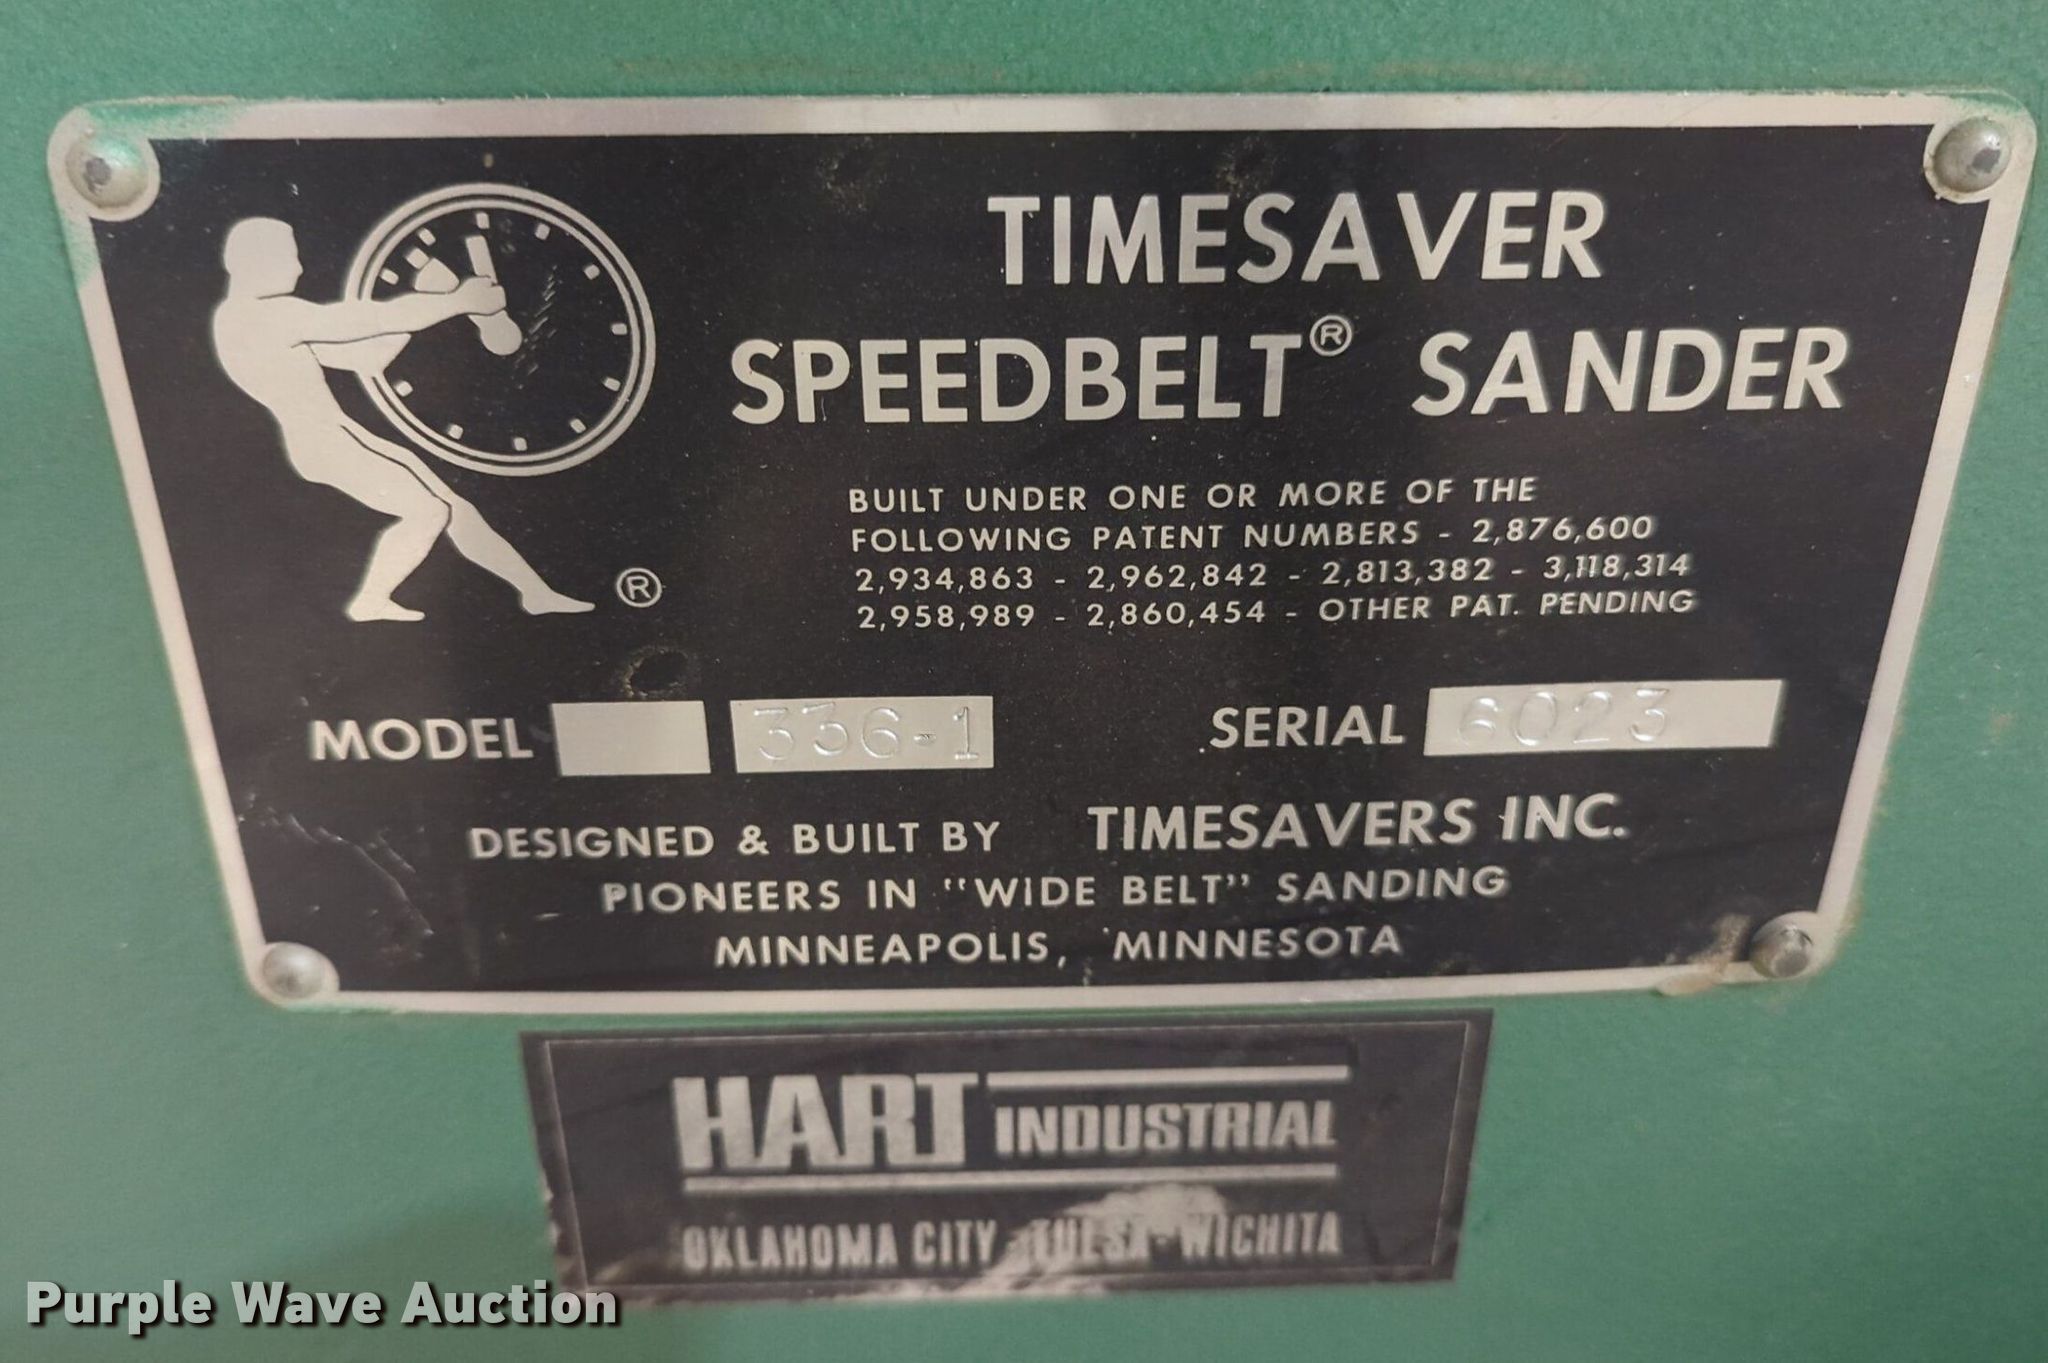 TIMESAVER
SPEEDBELT® SANDER
BUILT UNDER ONE OR MORE OF THE
FOLLOWING PATENT NUMBERS - 2,876,600
2,934,863 - 2,962,842 - 2,813,382 - 3,118,314
2,958,989 - 2,860,454 - OTHER PAT. PENDING
®
MODEL 336-1 SERIAL 6023
DESIGNED & BUILT BY TIMESAVERS INC.
PIONEERS IN "WIDE BELT" SANDING
MINNEAPOLIS, MINNESOTA
HART INDUSTRIAL
OKLAHOMA CITY - TULSA - WICHITA
Purple Wave Auction